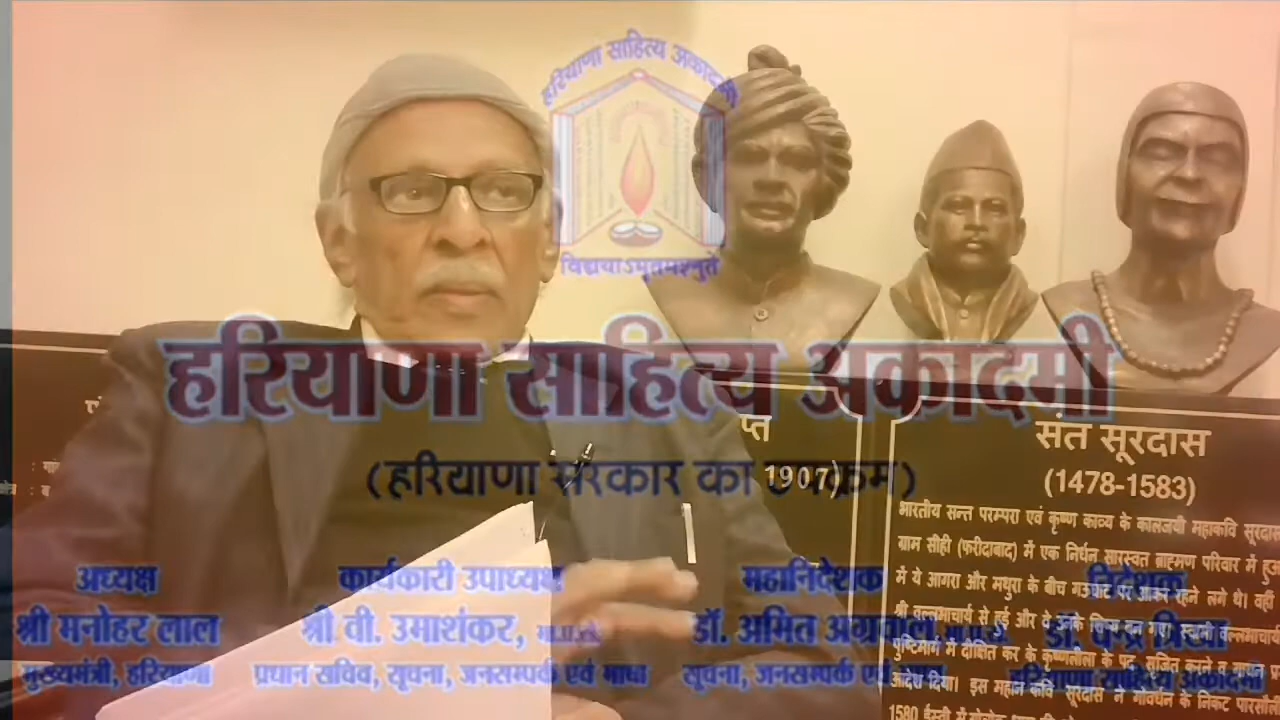 हरियाणा साहित्य अकादमी
विद्ययाऽमृतमश्नुते
हरियाणा साहित्य अकादमी
(हरियाणा सरकार का उपक्रम)
अध्यक्ष
श्री मनोहर लाल
मुख्यमंत्री, हरियाणा
कार्यकारी उपाध्यक्ष
श्री वी. उमाशंकर,
प्रधान सचिव, सूचना, जनसम्पर्क एवं भाषा
महानिदेशक
डॉ. अमित अग्रवाल
सूचना, जनसम्पर्क एवं भाषा
निदेशक
हरियाणा साहित्य अकादमी
प्त
1907)
संत सूरदास
(1478-1583)
भारतीय सन्त परम्परा एवं कृष्ण काव्य के कालजयी महाकवि सूरदास
ग्राम सीही (फरीदाबाद) में एक निर्धन सारस्वत ब्राह्मण परिवार में हुआ
में ये आगरा और मथुरा के बीच गऊघाट पर आकर रहने लगे थे। वहीं
श्री वल्लभाचार्य से हुई और वे उनके शिष्य बन गए। स्वामी वल्लभाचार्य
पुष्टिमार्ग में दीक्षित कर के कृष्णलीला के पद सृजित करने व गायन
आदेश दिया। इस महान कवि सूरदास ने गोवर्धन के निकट पारसौली
1580 ईस्वी में